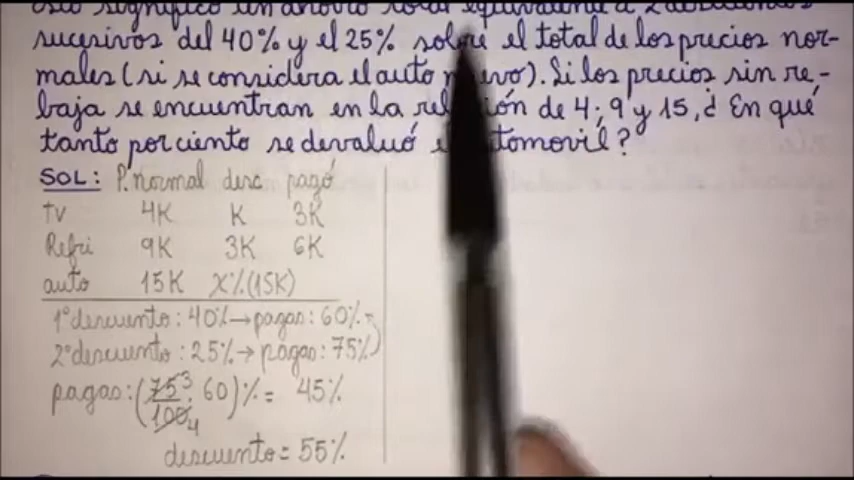 sucesivos del 40% y el 25% sobre el total de los precios nor-
males (si se considera el auto nuevo). Si los precios sin re-
baja se encuentran en la relación de 4; 9 y 15, ¿ En qué
tanto por ciento se devaluó el automovil?
SOL: P. normal desc pagó
TV 4K K 3K
Refri 9K 3K 6K
auto 15K X%(15K)
1° descuento: 40% → pagas: 60%
2° descuento: 25% → pagas: 75%
pagas: (75/100 3 4 . 60)% = 45%
descuento = 55%